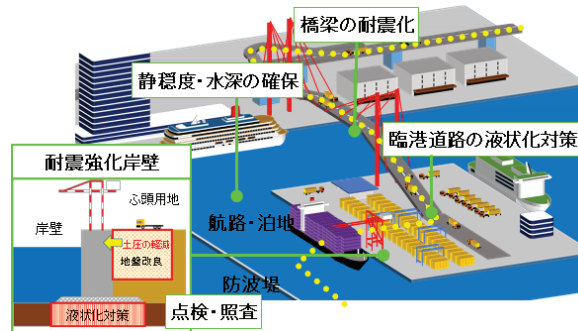 橋梁の耐震化
静穏度・水深の確保
臨港道路の液状化対策
耐震強化岸壁
ふ頭用地
岸壁
土圧の軽減
地盤改良
液状化対策
航路・泊地
防波堤
点検・照査